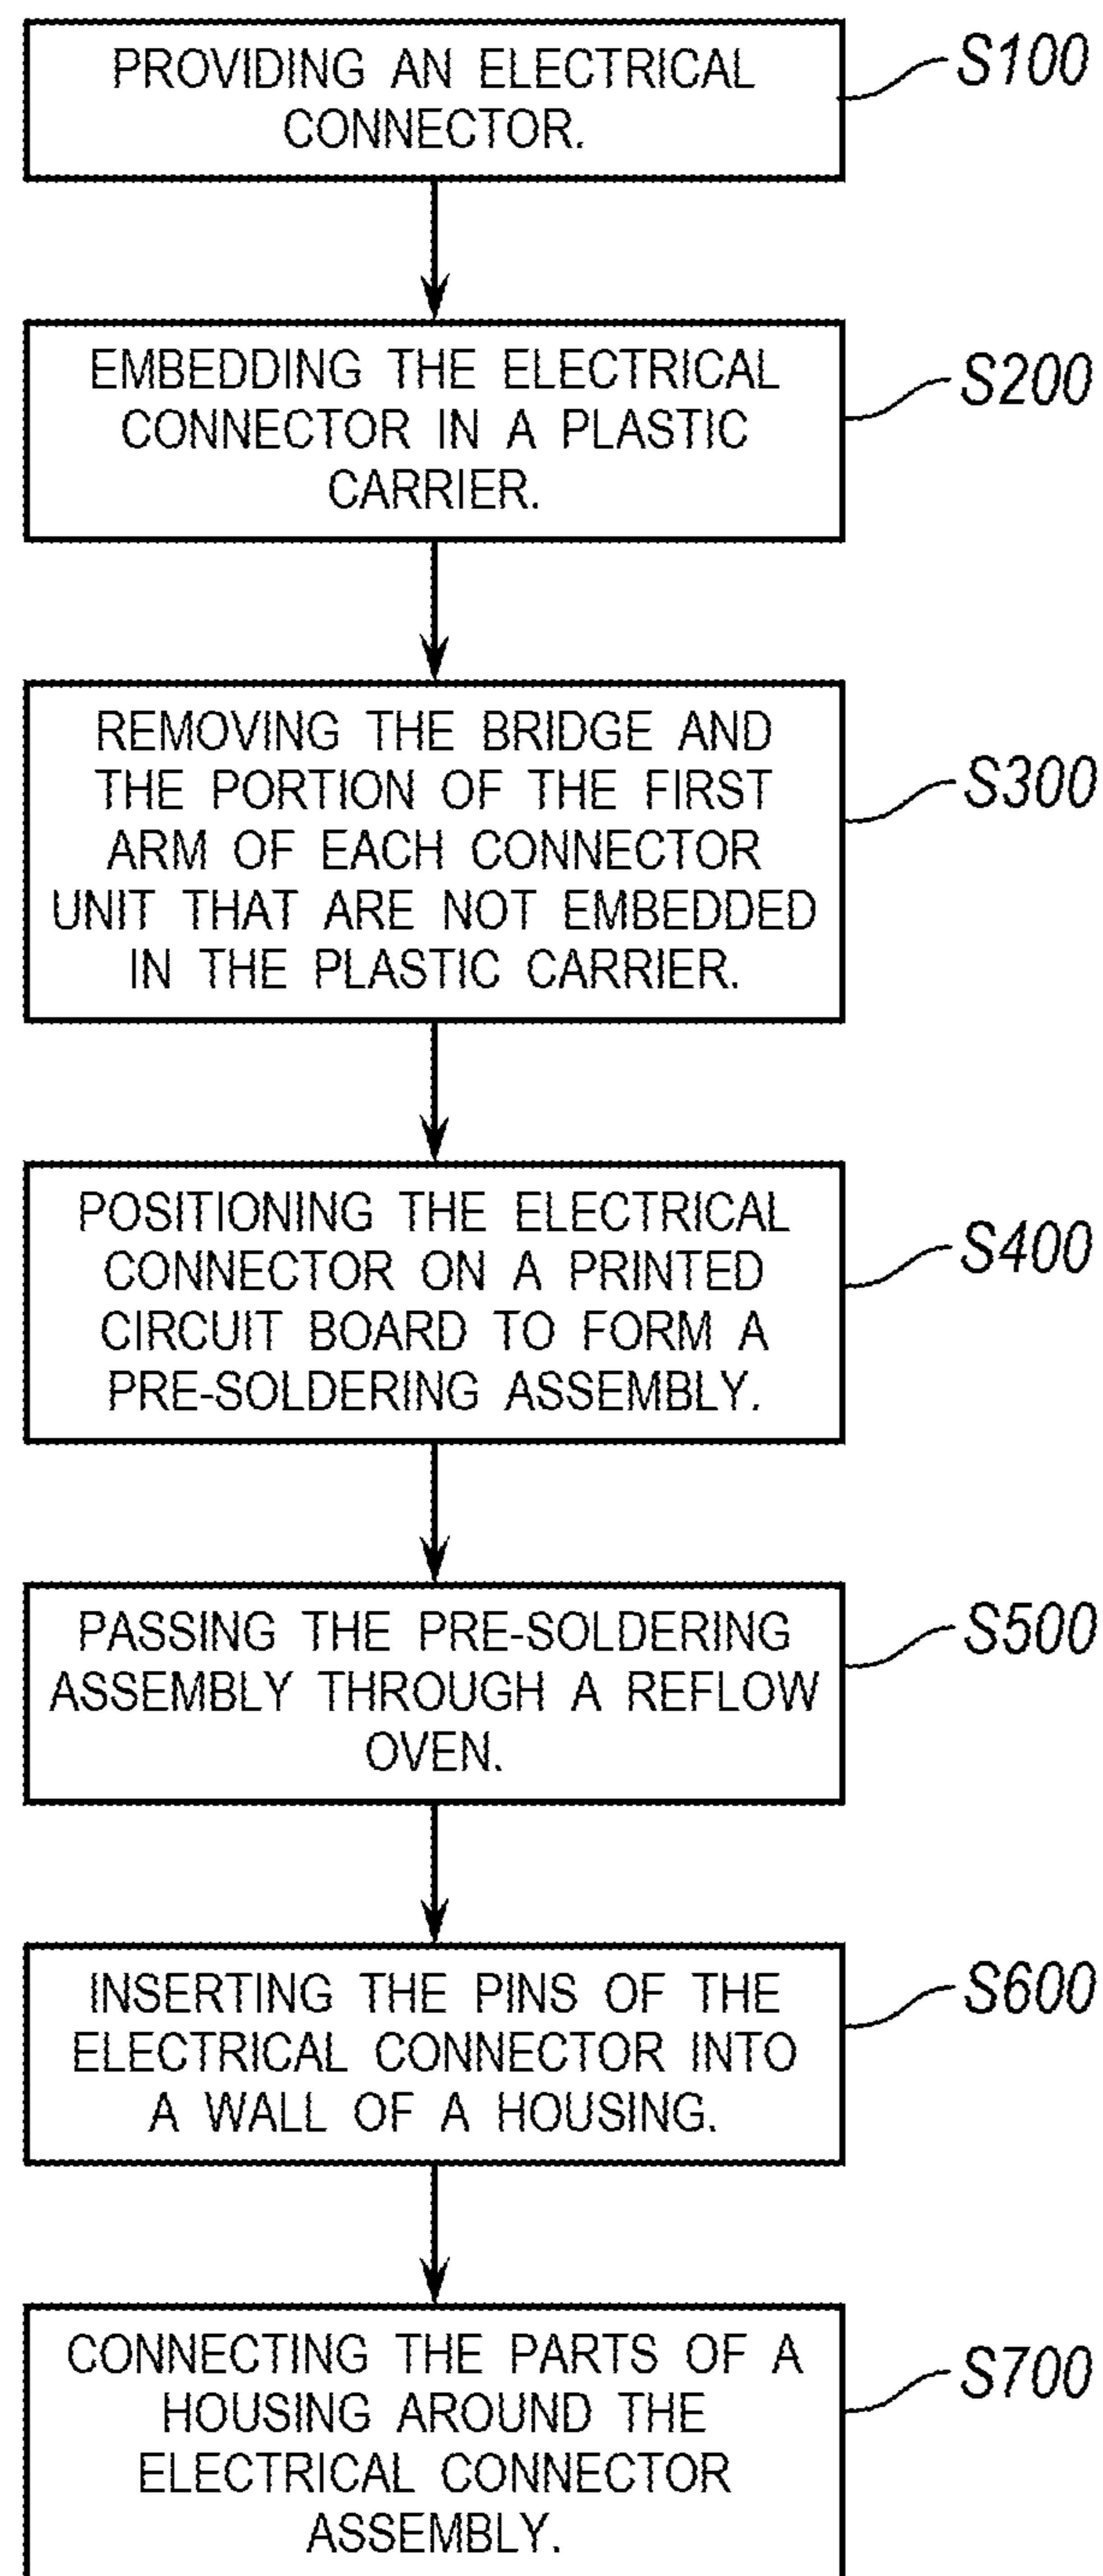 PROVIDING AN ELECTRICAL
CONNECTOR.
S100
EMBEDDING THE ELECTRICAL
CONNECTOR IN A PLASTIC
CARRIER.
S200
REMOVING THE BRIDGE AND
THE PORTION OF THE FIRST
ARM OF EACH CONNECTOR
UNIT THAT ARE NOT EMBEDDED
IN THE PLASTIC CARRIER.
S300
POSITIONING THE ELECTRICAL
CONNECTOR ON A PRINTED
CIRCUIT BOARD TO FORM A
PRE-SOLDERING ASSEMBLY.
S400
PASSING THE PRE-SOLDERING
ASSEMBLY THROUGH A REFLOW
OVEN.
S500
INSERTING THE PINS OF THE
ELECTRICAL CONNECTOR INTO
A WALL OF A HOUSING.
S600
CONNECTING THE PARTS OF A
HOUSING AROUND THE
ELECTRICAL CONNECTOR
ASSEMBLY.
S700